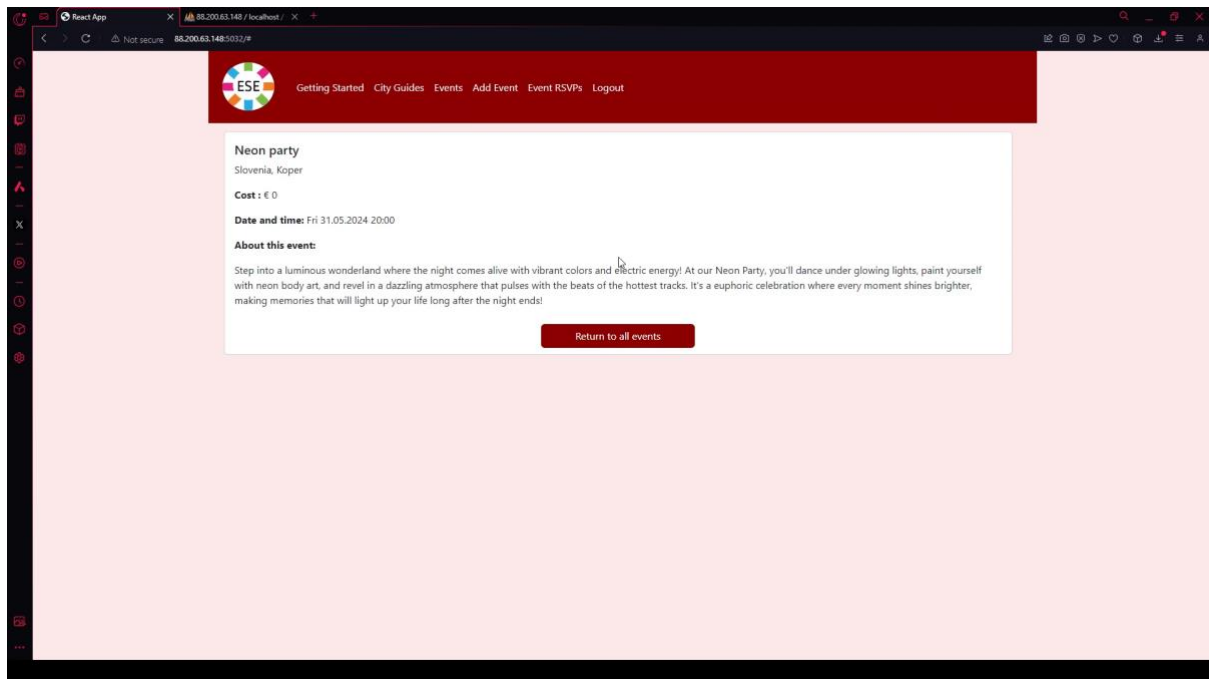 React App
88.200.63.148 / localhost /
Not secure
88.200.63.148:5032/#
ESE
Getting Started City Guides Events Add Event Event RSVPs Logout
Neon party
Slovenia, Koper
Cost : € 0
Date and time: Fri 31.05.2024 20:00
About this event:
Step into a luminous wonderland where the night comes alive with vibrant colors and electric energy! At our Neon Party, you'll dance under glowing lights, paint yourself
with neon body art, and revel in a dazzling atmosphere that pulses with the beats of the hottest tracks. It's a euphoric celebration where every moment shines brighter,
making memories that will light up your life long after the night ends!
Return to all events